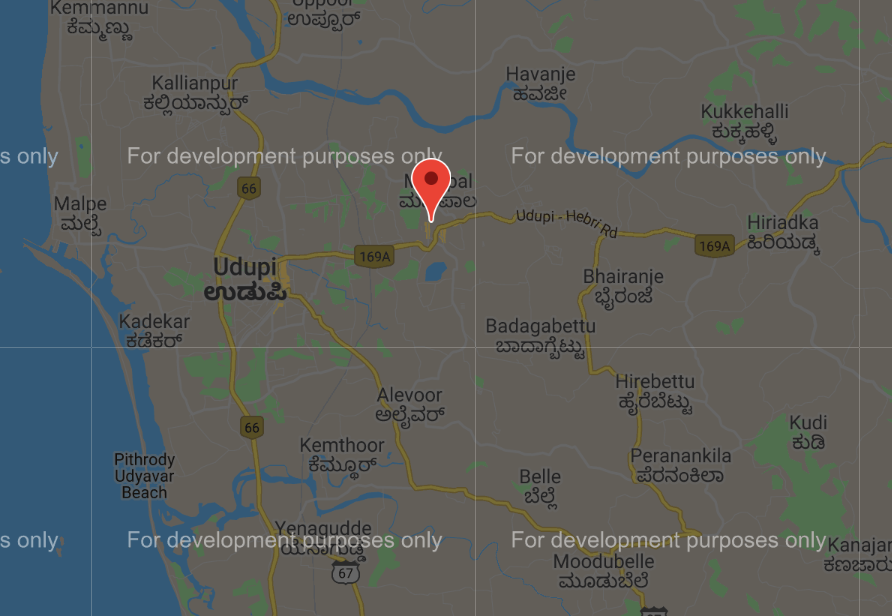 Kemmannu
ಕೆಮ್ಮಣ್ಣು
Uppoor
ಉಪ್ಪೂರ್
Kallianpur
ಕಲ್ಲಿಯಾನ್ಪುರ್
Havanje
ಹವಂಜೀ
Kukkehalli
ಕುಕ್ಕೆಹಳ್ಳಿ
s only
For development purposes only
For development purposes only
66
Malpe
ಮಲ್ಪೆ
Udupi - Hebri Rd
Hiriadka
ಹಿರಿಯಡ್ಕ
169A
169A
Udupi
ಉಡುಪಿ
Bhairanje
ಭೈರಂಜೆ
Kadekar
ಕಡೆಕರ್
Badagabettu
ಬಾದಾಗ್ಬೆಟ್ಟು
Hirebettu
ಹೈರೆಬೆಟ್ಟು
Alevoor
ಅಲೈವರ್
Kudi
ಕುಡಿ
66
Kemthoor
ಕೆಮ್ಥೂರ್
Pithrody
Udyavar
Beach
Peranankila
ಪೆರನಂಕಿಲಾ
Belle
ಬೆಲ್ಲೆ
Yenagudde
s only
For development purposes only
For development purposes only
67
Moodubelle
ಮೂಡುಬೆಲೆ
Kanajar
ಕಣಜಾರು